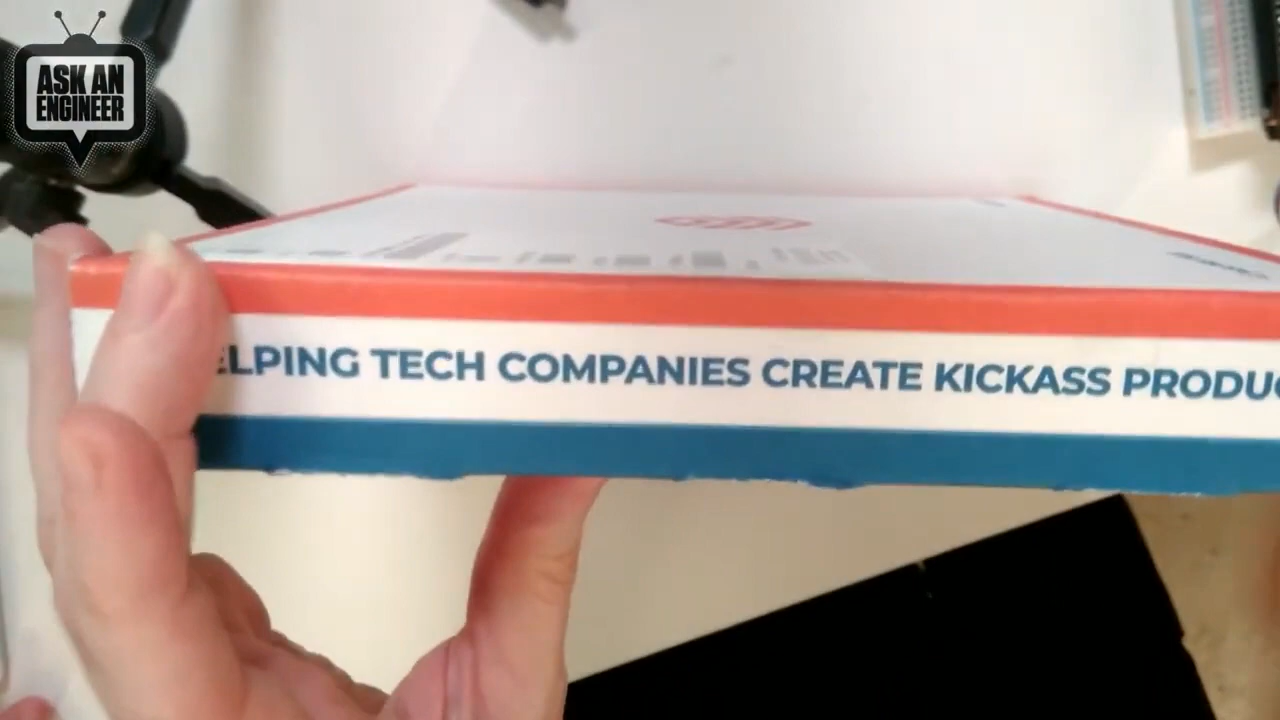 ASK AN
ENGINEER
ELPING TECH COMPANIES CREATE KICKASS PRODUC